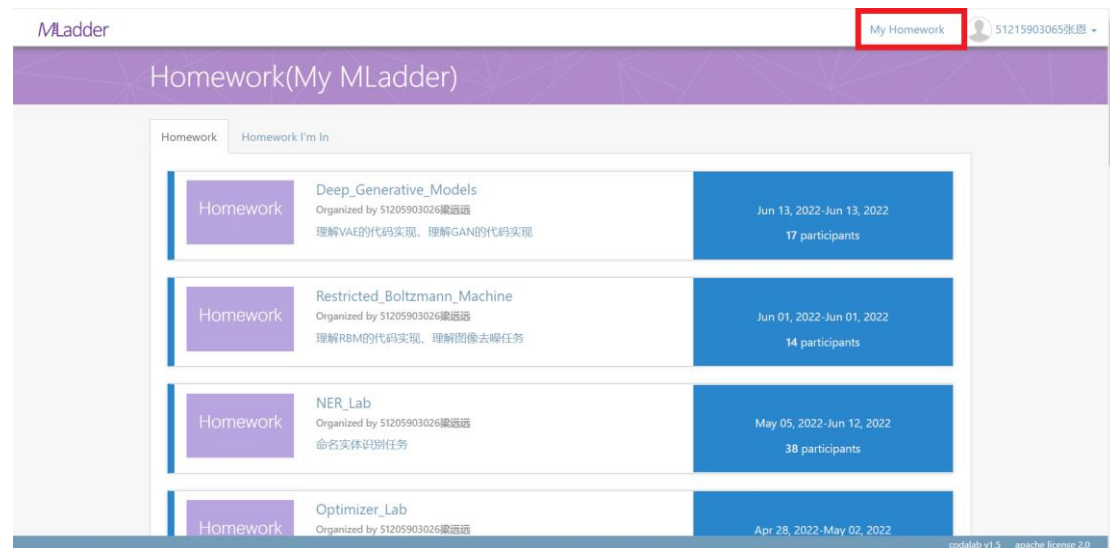 MLadder
My Homework
51215903065张恩
Homework(My MLadder)
Homework
Homework I'm In
Homework
Deep_Generative_Models
Organized by 51205903026梁远远
理解VAE的代码实现、理解GAN的代码实现
Jun 13, 2022-Jun 13, 2022
17 participants
Homework
Restricted_Boltzmann_Machine
Organized by 51205903026梁远远
理解RBM的代码实现、理解图像去噪任务
Jun 01, 2022-Jun 01, 2022
14 participants
Homework
NER_Lab
Organized by 51205903026梁远远
命名实体识别任务
May 05, 2022-Jun 12, 2022
38 participants
Homework
Optimizer_Lab
Organized by 51205903026梁远远
Apr 28, 2022-May 02, 2022
codalab v1.5 apache license 2.0